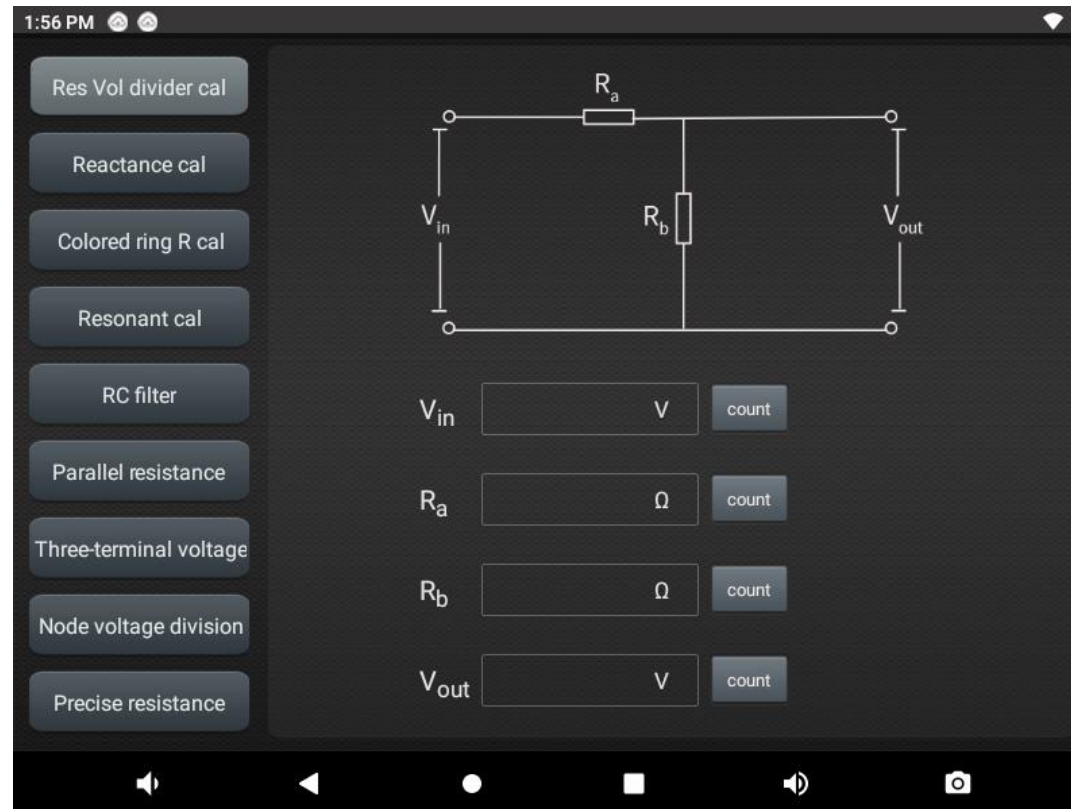 1:56 PM
Res Vol divider cal
Reactance cal
Colored ring R cal
Resonant cal
RC filter
Parallel resistance
Three-terminal voltage
Node voltage division
Precise resistance
Ra
Vin
Rb
Vout
Vin V count
Ra Ω count
Rb Ω count
Vout V count